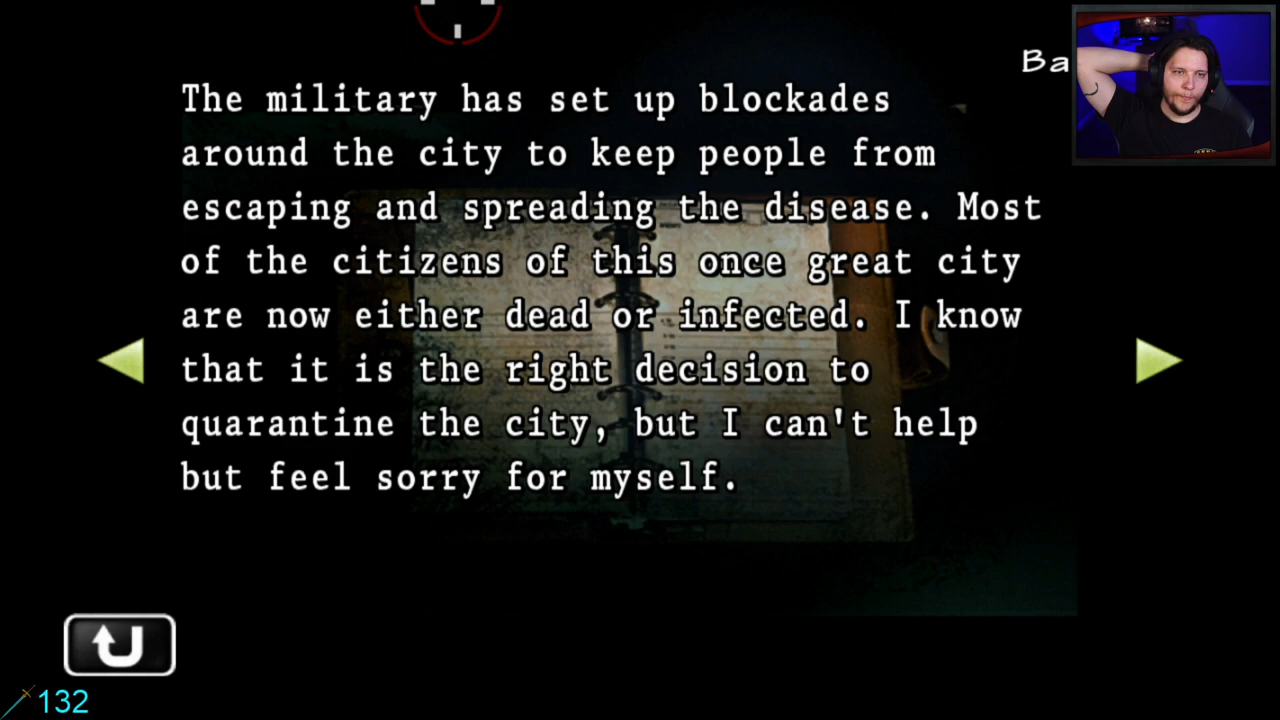 Ba
The military has set up blockades
around the city to keep people from
escaping and spreading the disease. Most
of the citizens of this once great city
are now either dead or infected. I know
that it is the right decision to
quarantine the city, but I can't help
but feel sorry for myself.
132